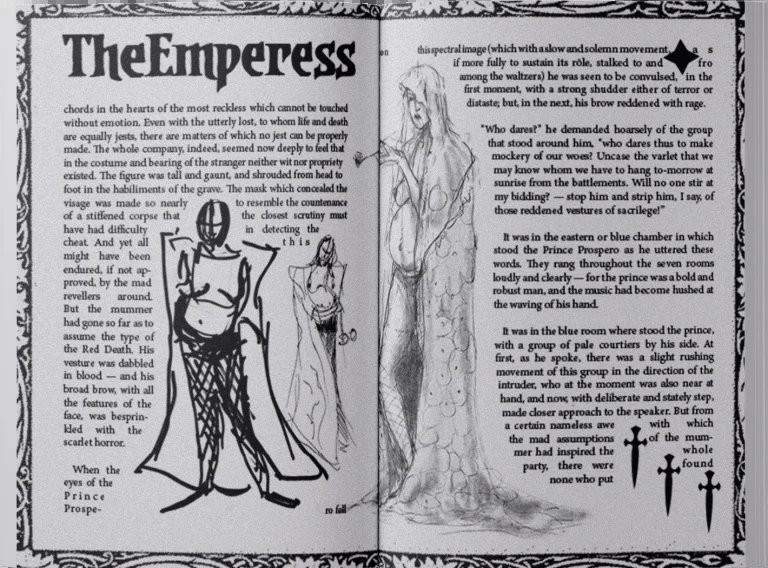 TheEmperess
chords in the hearts of the most reckless which cannot be touched
without emotion. Even with the utterly lost, to whom life and death
are equally jests, there are matters of which no jest can be properly
made. The whole company, indeed, seemed now deeply to feel that
in the costume and bearing of the stranger neither wit nor propriety
existed. The figure was tall and gaunt, and shrouded from head to
foot in the habiliments of the grave. The mask which concealed the
visage was made so nearly to resemble the countenance
of a stiffened corpse that the closest scrutiny must
have had difficulty in detecting the
cheat. And yet all this
might have been
endured, if not ap-
proved, by the mad
revellers around.
But the mummer
had gone so far as to
assume the type of
the Red Death. His
vesture was dabbled
in blood — and his
broad brow, with all
the features of the
face, was besprin-
kled with the
scarlet horror.
When the
eyes of the
Prince
Prospe-
ro fell
on this spectral image (which with a slow and solemn movement, a s
if more fully to sustain its rôle, stalked to and fro
among the waltzers) he was seen to be convulsed, in the
first moment, with a strong shudder either of terror or
distaste; but, in the next, his brow reddened with rage.
"Who dares?" he demanded hoarsely of the group
that stood around him, "who dares thus to make
mockery of our woes? Uncase the varlet that we
may know whom we have to hang to-morrow at
sunrise from the battlements. Will no one stir at
my bidding? — stop him and strip him, I say, of
those reddened vestures of sacrilege!"
It was in the eastern or blue chamber in which
stood the Prince Prospero as he uttered these
words. They rang throughout the seven rooms
loudly and clearly — for the prince was a bold and
robust man, and the music had become hushed at
the waving of his hand.
It was in the blue room where stood the prince,
with a group of pale courtiers by his side. At
first, as he spoke, there was a slight rushing
movement of this group in the direction of the
intruder, who at the moment was also near at
hand, and now, with deliberate and stately step,
made closer approach to the speaker. But from
a certain nameless awe with which
the mad assumptions of the mum-
mer had inspired the whole
party, there were found
none who put